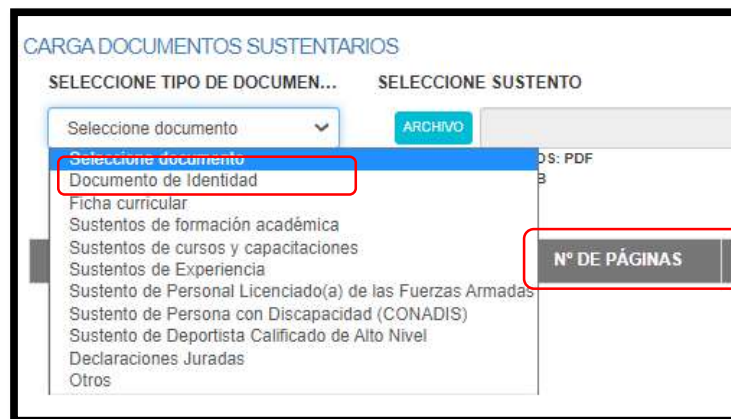 CARGA DOCUMENTOS SUSTENTARIOS
SELECCIONE TIPO DE DOCUMEN... SELECCIONE SUSTENTO
Seleccione documento ARCHIVO
Seleccione documento OS: PDF
Documento de Identidad B
Ficha curricular
Sustentos de formación académica
Sustentos de cursos y capacitaciones
Sustentos de Experiencia Nº DE PÁGINAS
Sustento de Personal Licenciado(a) de las Fuerzas Armadas
Sustento de Persona con Discapacidad (CONADIS)
Sustento de Deportista Calificado de Alto Nivel
Declaraciones Juradas
Otros